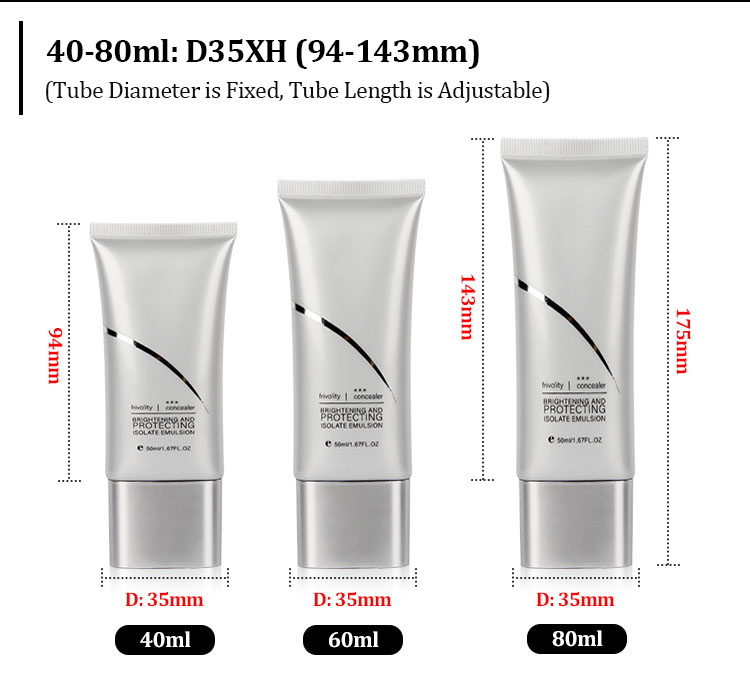 40-80ml: D35XH (94-143mm)
(Tube Diameter is Fixed, Tube Length is Adjustable)
94mm
143mm
175mm
frivolity | concealer
BRIGHTENING AND
PROTECTING
ISOLATE EMULSION
e 50ml/1.67FL.OZ
frivolity | concealer
BRIGHTENING AND
PROTECTING
ISOLATE EMULSION
e 50ml/1.67FL.OZ
frivolity | concealer
BRIGHTENING AND
PROTECTING
ISOLATE EMULSION
e 50ml/1.67FL.OZ
D: 35mm
D: 35mm
D: 35mm
40ml
60ml
80ml